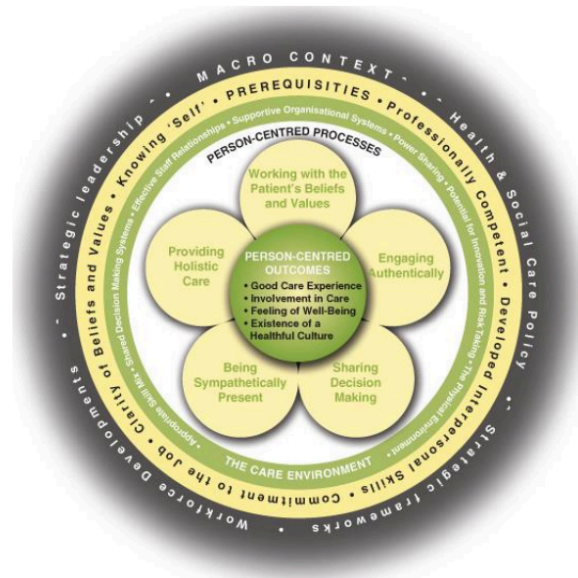 MACRO CONTEXT
Health & Social Care Policy
Strategic frameworks
Workforce Developments
Strategic leadership
PREREQUISITIES • Professionally Competent • Developed Interpersonal Skills • Commitment to the Job • Clarity of Beliefs and Values • Knowing 'Self' •
THE CARE ENVIRONMENT • Appropriate Skill Mix • Shared Decision Making Systems • Effective Staff Relationships • Supportive Organisational Systems • Power Sharing • Potential for Innovation and Risk Taking • The Physical Environment •
PERSON-CENTRED PROCESSES
Working with the
Patient's Beliefs
and Values
Engaging
Authentically
Sharing
Decision
Making
Being
Sympathetically
Present
Providing
Holistic
Care
PERSON-CENTRED
OUTCOMES
• Good Care Experience
• Involvement in Care
• Feeling of Well-Being
• Existence of a
Healthful Culture